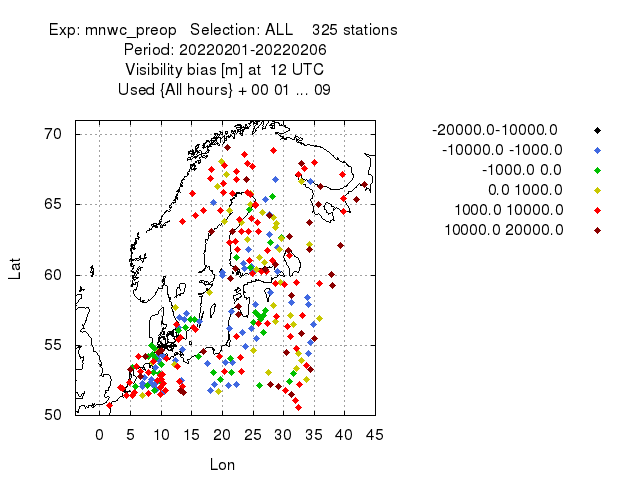 Exp: mnwc_preop Selection: ALL 325 stations
Period: 20220201-20220206
Visibility bias [m] at 12 UTC
Used {All hours} + 00 01 ... 09
-20000.0-10000.0
-10000.0 -1000.0
-1000.0 0.0
0.0 1000.0
1000.0 10000.0
10000.0 20000.0
70
65
60
55
50
Lat
0 5 10 15 20 25 30 35 40 45
Lon